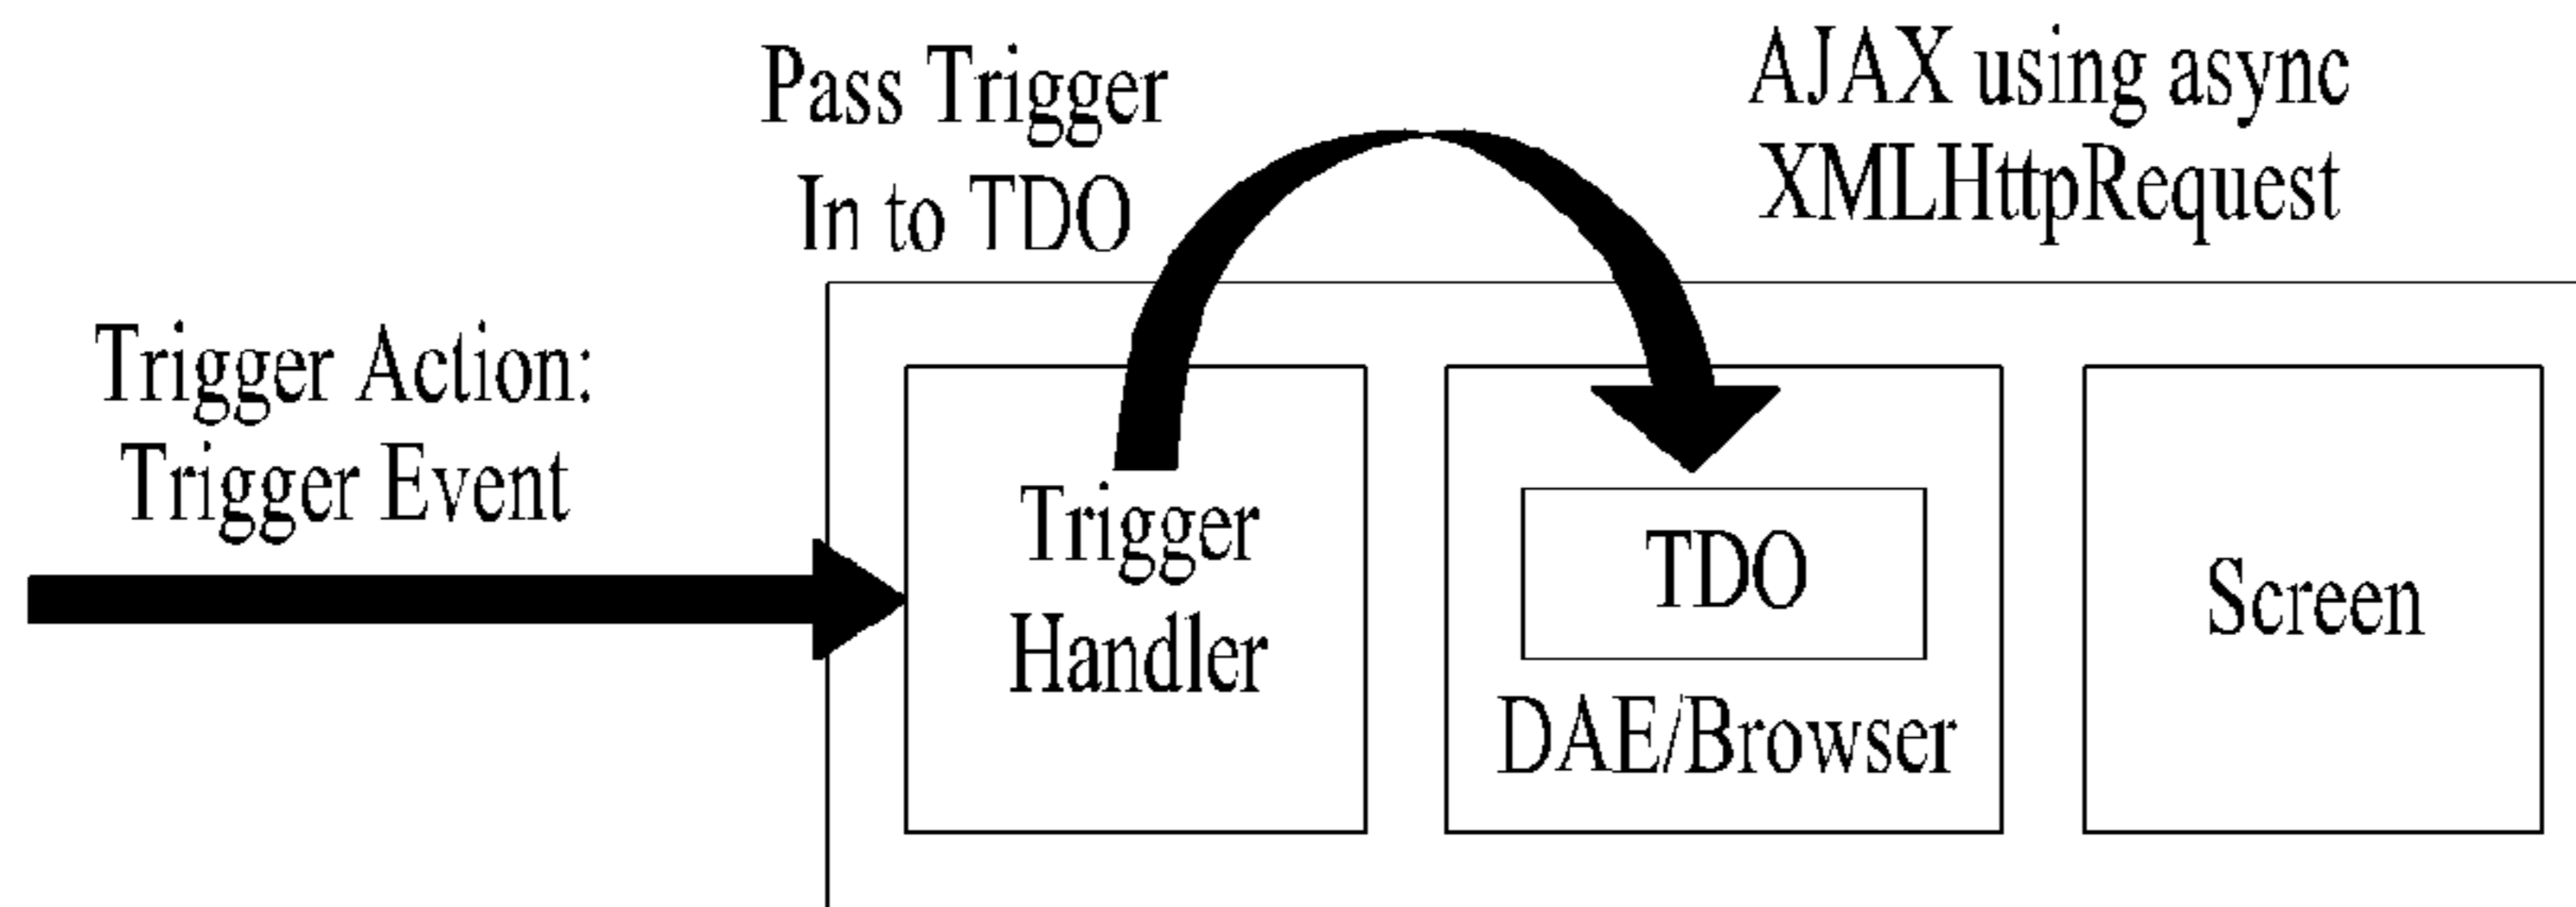 Pass Trigger
In to TDO
AJAX using async
XMLHttpRequest
Trigger Action:
Trigger Event
Trigger
Handler
TDO
DAE/Browser
Screen